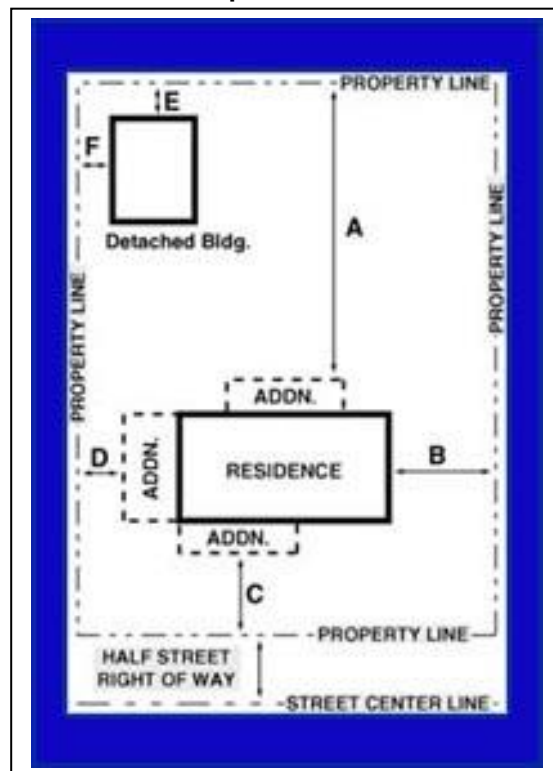 PROPERTY LINE
E
F
A
Detached Bldg.
PROPERTY LINE
PROPERTY LINE
ADDN.
D
ADDN.
RESIDENCE
B
ADDN.
C
PROPERTY LINE
HALF STREET
RIGHT OF WAY
STREET CENTER LINE